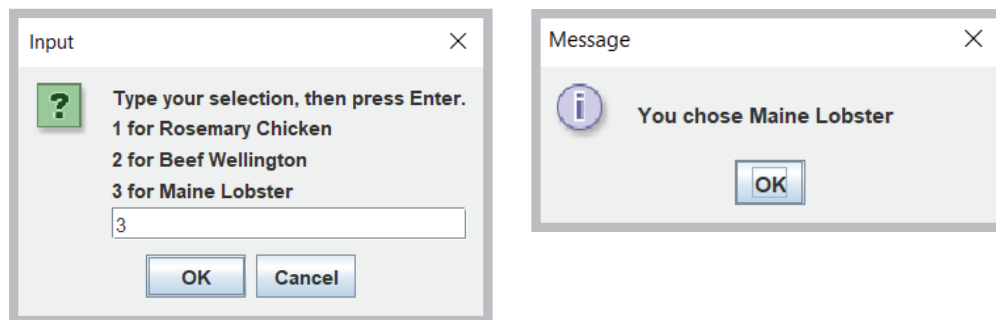 Input
?
Type your selection, then press Enter.
1 for Rosemary Chicken
2 for Beef Wellington
3 for Maine Lobster
3
OK Cancel
Message
i
You chose Maine Lobster
OK